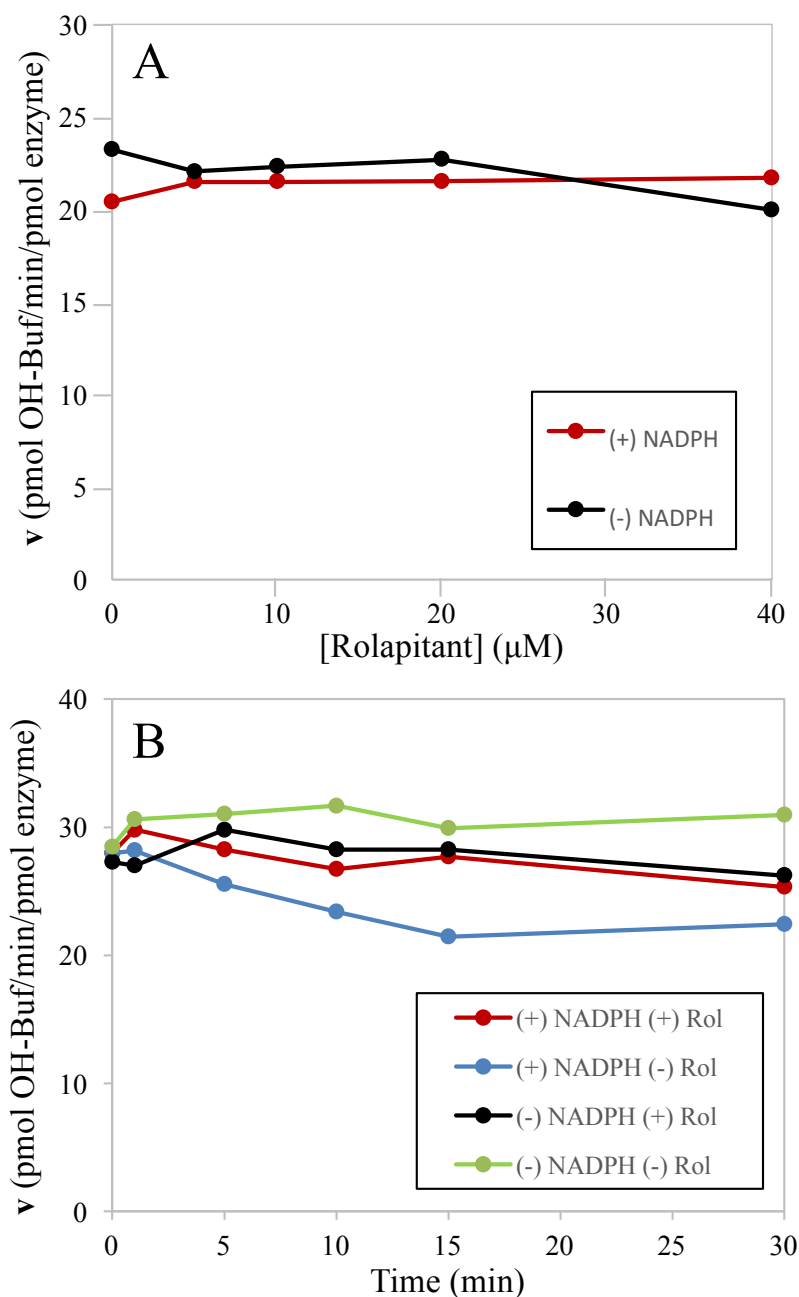 A
30
25
20
15
10
5
0
v (pmol OH-Buf/min/pmol enzyme)
(+) NADPH
(-) NADPH
0 10 20 30 40
[Rolapitant] (μM)
B
40
30
20
10
0
v (pmol OH-Buf/min/pmol enzyme)
(+) NADPH (+) Rol
(+) NADPH (-) Rol
(-) NADPH (+) Rol
(-) NADPH (-) Rol
0 5 10 15 20 25 30
Time (min)